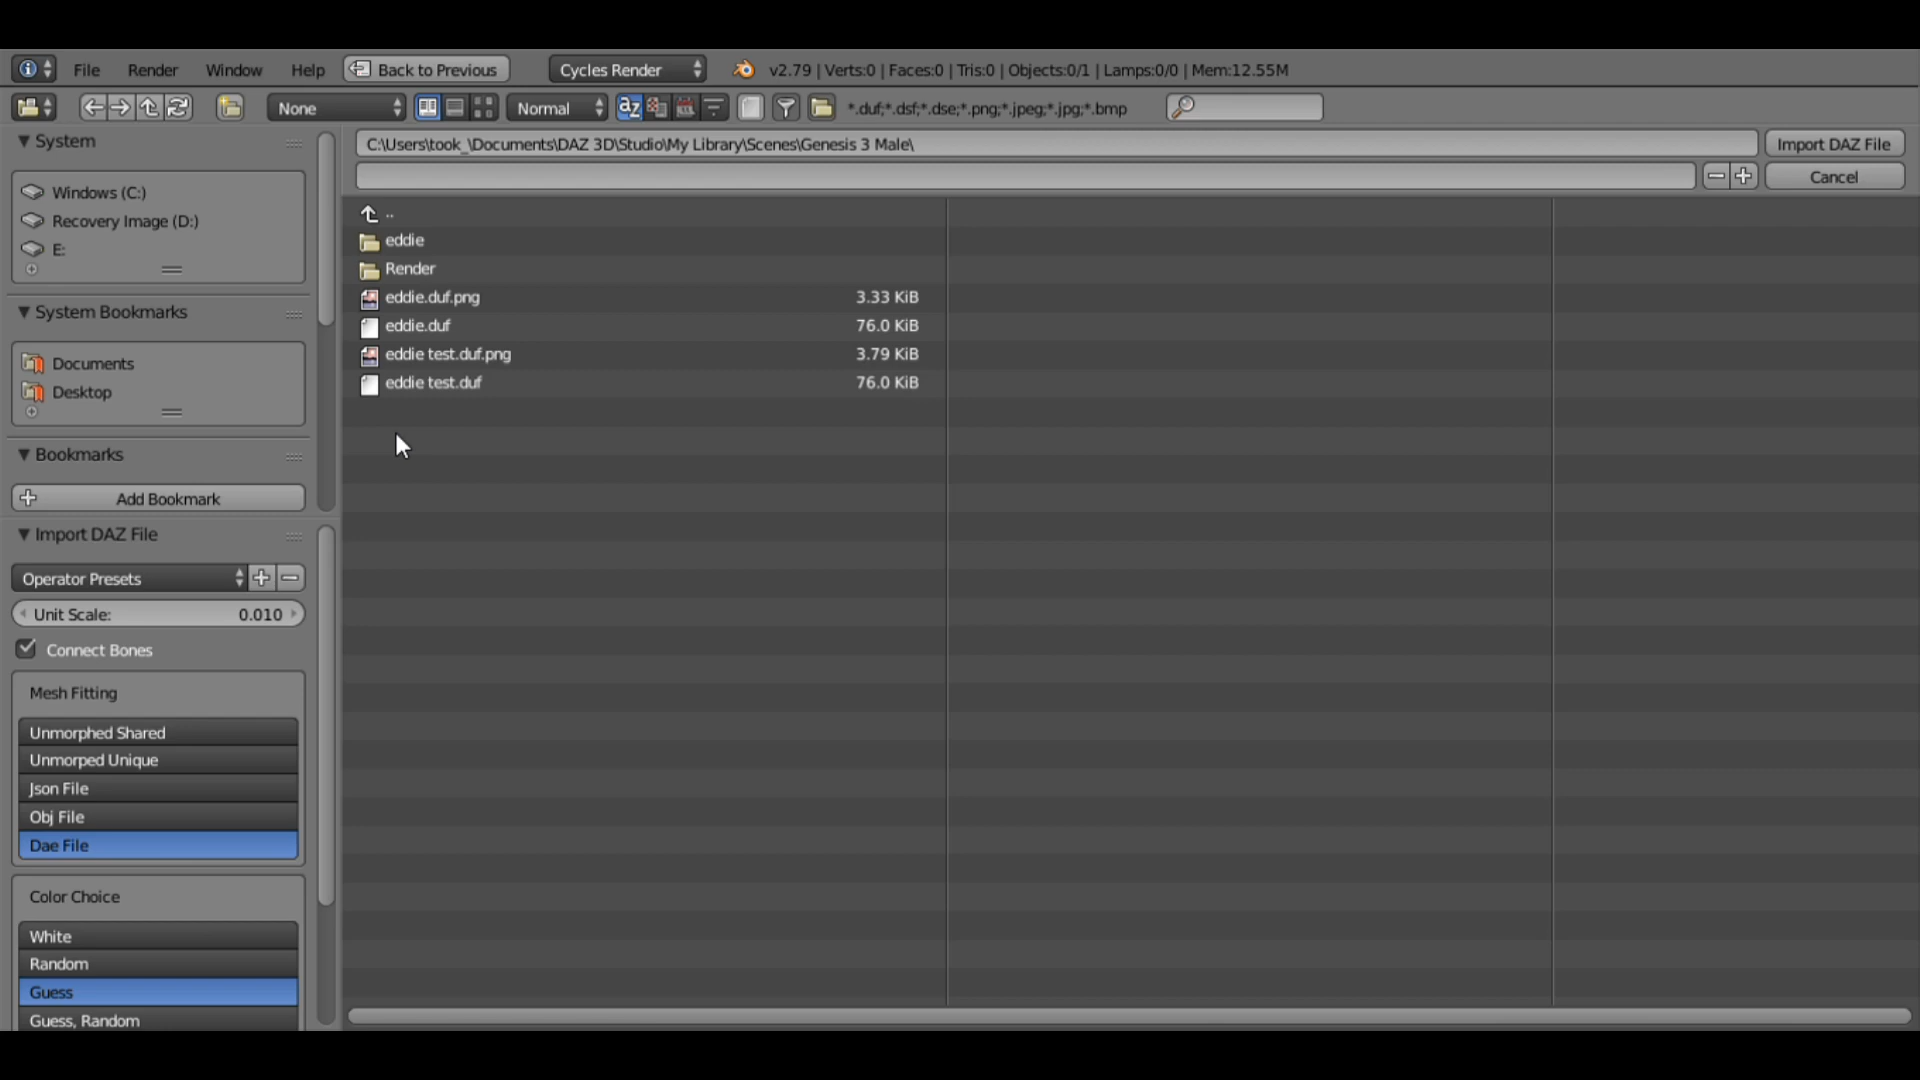 File Render Window Help Back to Previous Cycles Render v2.79 | Verts:0 | Faces:0 | Tris:0 | Objects:0/1 | Lamps:0/0 | Mem:12.55M
None Normal *.duf;*.dsf;*.dse;*.png;*.jpeg;*.jpg;*.bmp
System
Windows (C:)
Recovery Image (D:)
E:
System Bookmarks
Documents
Desktop
Bookmarks
Add Bookmark
Import DAZ File
Operator Presets
Unit Scale: 0.010
Connect Bones
Mesh Fitting
Unmorphed Shared
Unmorped Unique
Json File
Obj File
Dae File
Color Choice
White
Random
Guess
Guess, Random
C:\Users\took_\Documents\DAZ 3D\Studio\My Library\Scenes\Genesis 3 Male\
Import DAZ File
Cancel
..
eddie
Render
eddie.duf.png 3.33 KiB
eddie.duf 76.0 KiB
eddie test.duf.png 3.79 KiB
eddie test.duf 76.0 KiB